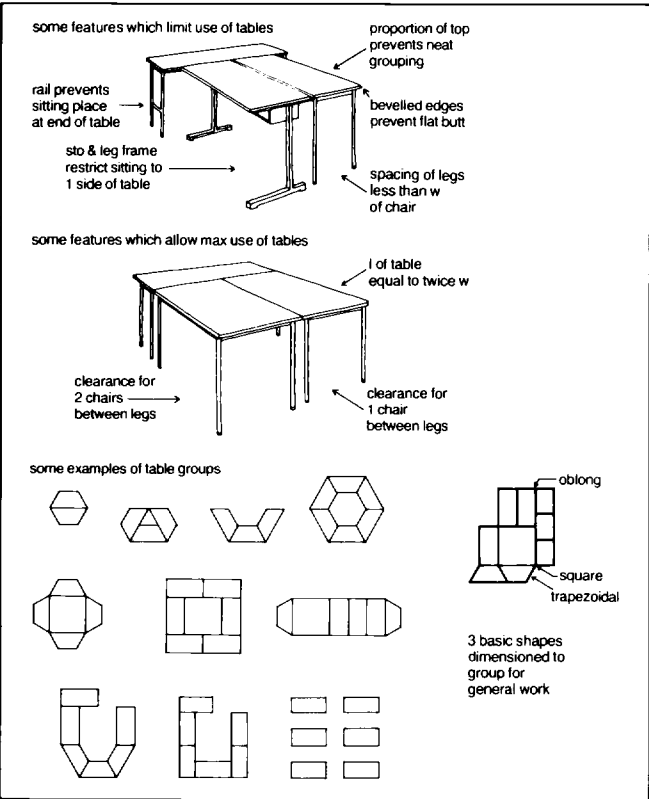 some features which limit use of tables
proportion of top
prevents neat
grouping
rail prevents
sitting place
at end of table
bevelled edges
prevent flat butt
sto & leg frame
restrict sitting to
1 side of table
spacing of legs
less than w
of chair
some features which allow max use of tables
l of table
equal to twice w
clearance for
2 chairs
between legs
clearance for
1 chair
between legs
some examples of table groups
oblong
square
trapezoidal
3 basic shapes
dimensioned to
group for
general work